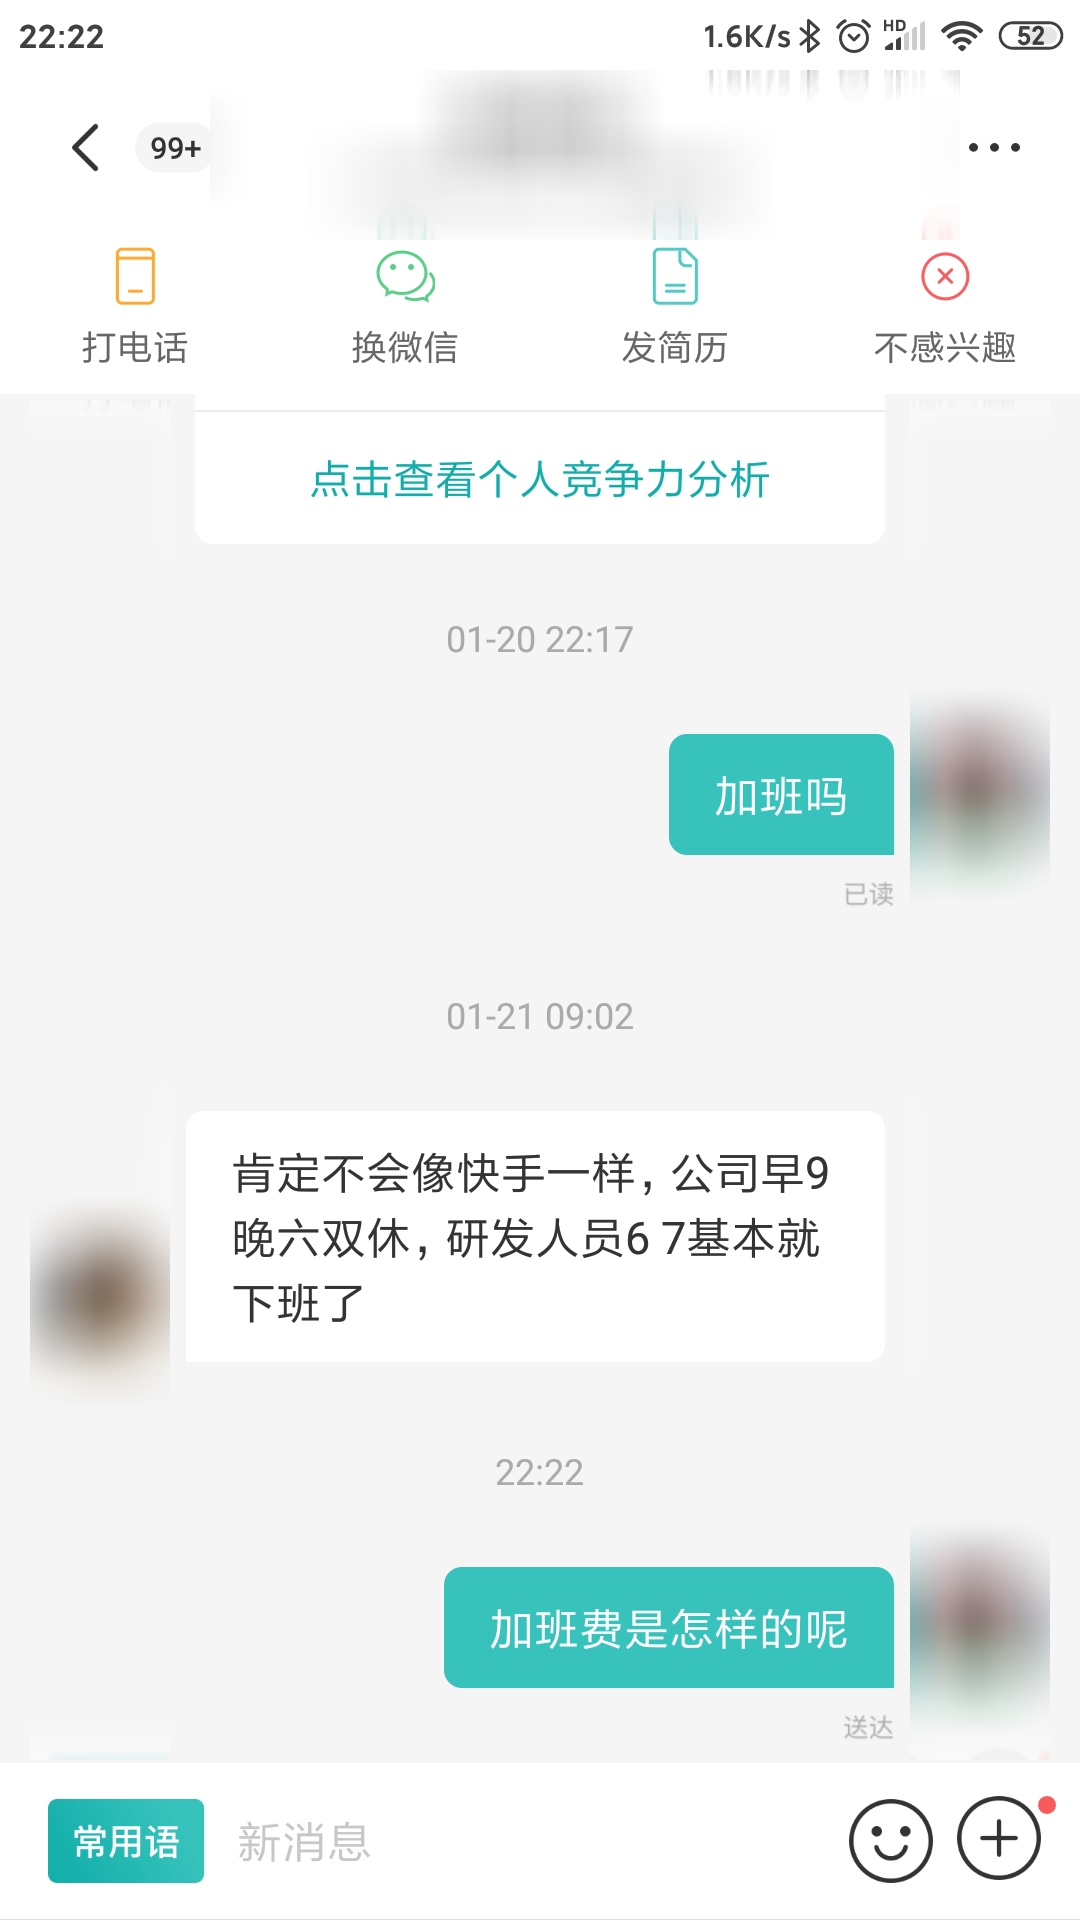 22:22
1.6K/s
HD
52
99+
打电话
换微信
发简历
不感兴趣
点击查看个人竞争力分析
01-20 22:17
加班吗
已读
01-21 09:02
肯定不会像快手一样，公司早9
晚六双休，研发人员6 7基本就
下班了
22:22
加班费是怎样的呢
送达
常用语
新消息